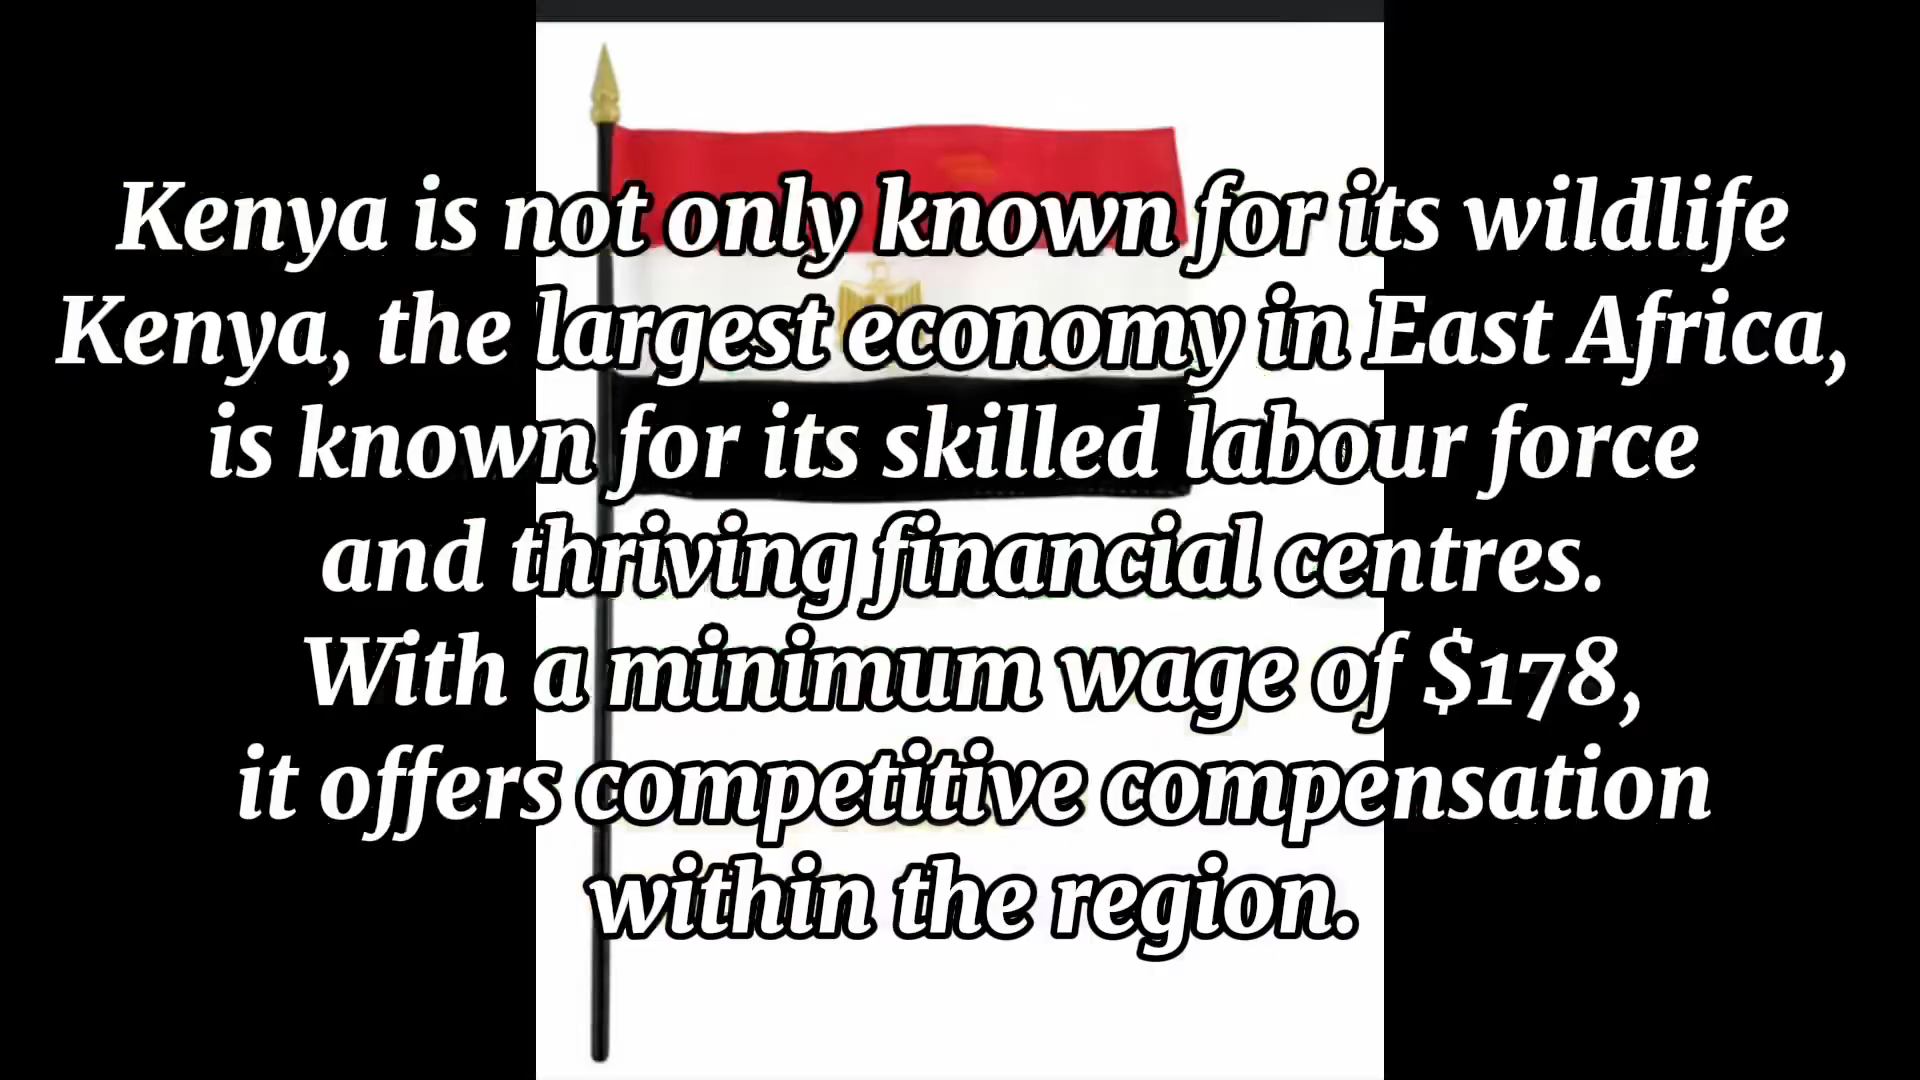 Kenya is not only known for its wildlife
Kenya, the largest economy in East Africa,
is known for its skilled labour force
and thriving financial centres.
With a minimum wage of $178,
it offers competitive compensation
within the region.